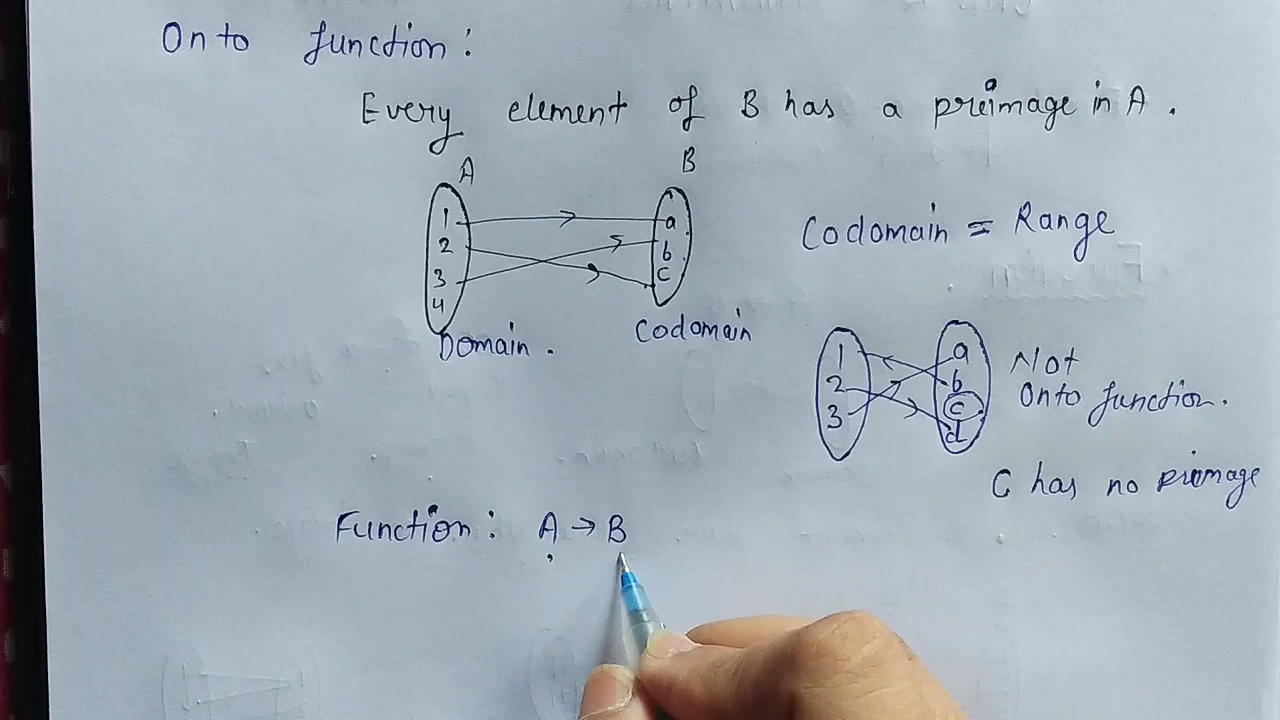 Onto function:
Every element of B has a preimage in A.
A
B
1
2
3
4
a
b
c
Domain.
Codomain
Codomain = Range
1
2
3
a
b
c
d
Not
Onto function.
C has no
Function: A → B